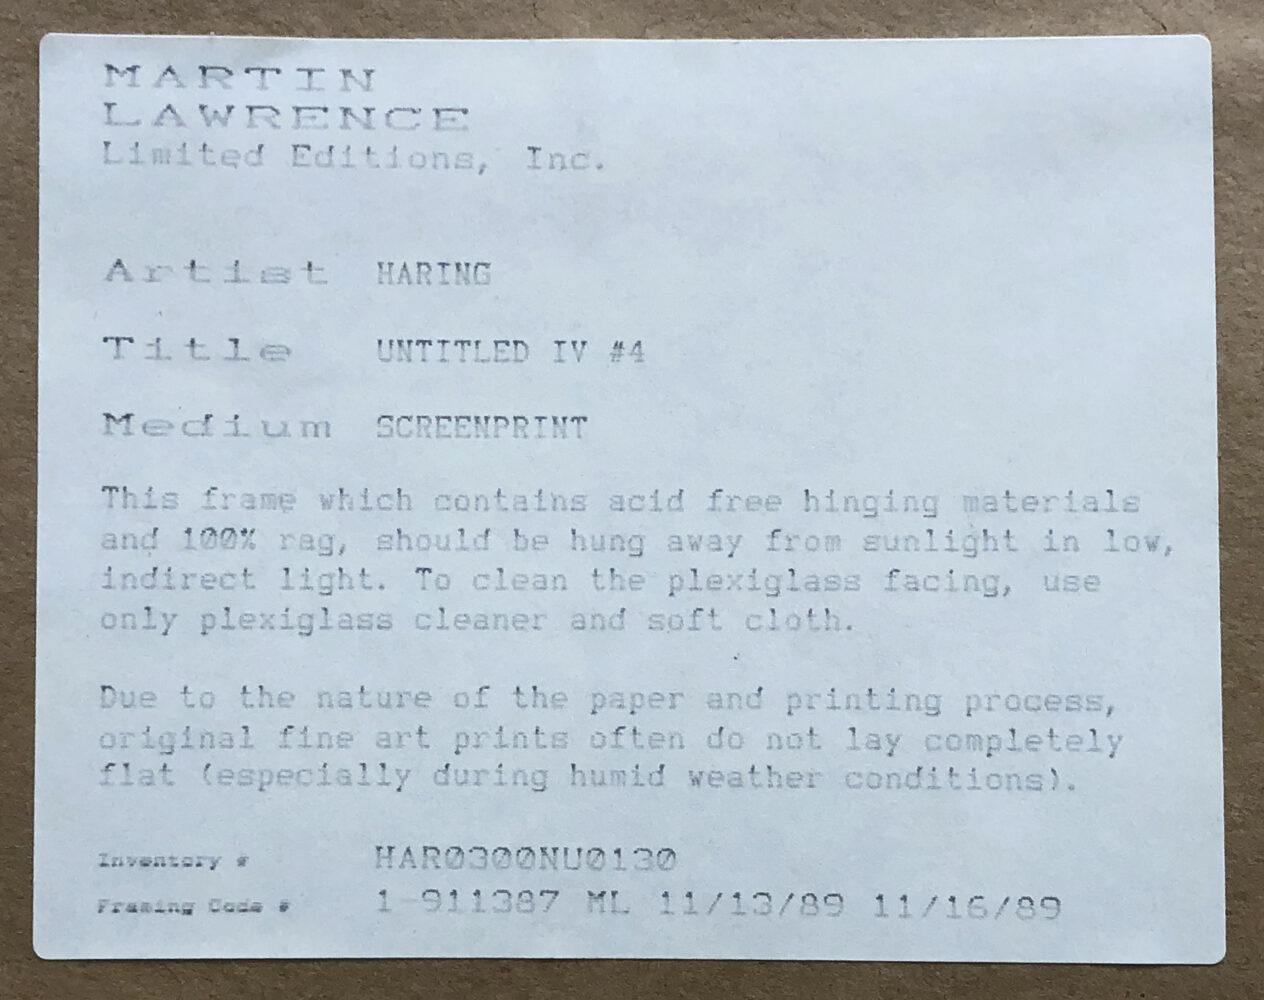 MARTIN
LAWRENCE
Limited Editions, Inc.
Artist HARING
Title UNTITLED IV #4
Medium SCREENPRINT
This frame which contains acid free hinging materials
and 100% rag, should be hung away from sunlight in low,
indirect light. To clean the plexiglass facing, use
only plexiglass cleaner and soft cloth.
Due to the nature of the paper and printing process,
original fine art prints often do not lay completely
flat (especially during humid weather conditions).
Inventory # HAR0300NU0130
Framing Code # 1-911387 ML 11/13/89 11/16/89